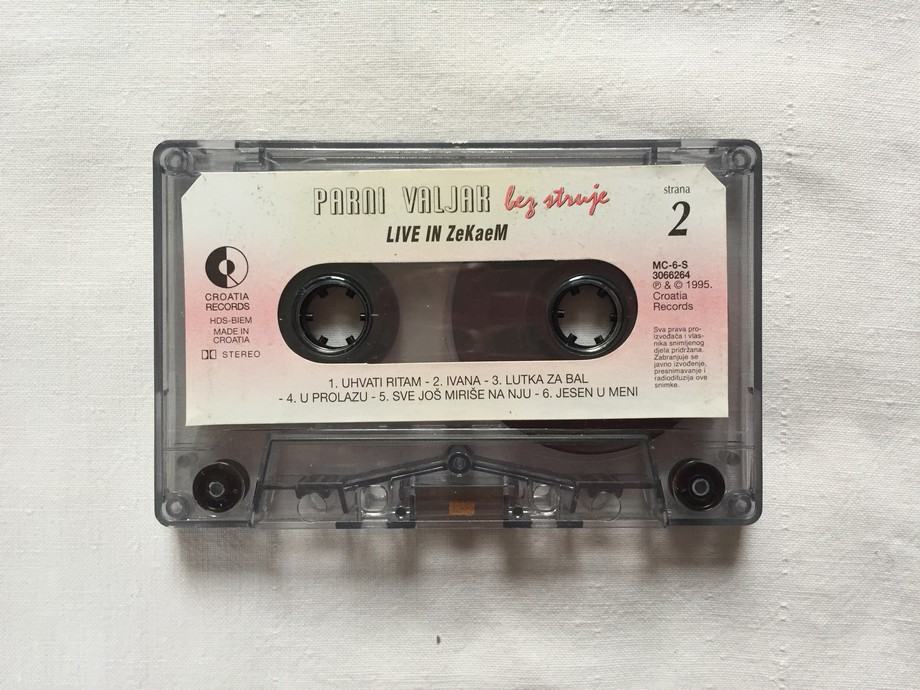 PARNI VALJAK bez struje
LIVE IN ZeKaeM
strana
2
CROATIA
RECORDS
HDS-BIEM
MADE IN
CROATIA
STEREO
MC-6-S
3066264
℗ & © 1995.
Croatia
Records
Sva prava pro-
izvođača i vlas-
nika snimljenog
djela pridržana.
Zabranjuje se
javno izvođenje,
presnimavanje i
radiodifuzija ove
snimke.
1. UHVATI RITAM - 2. IVANA - 3. LUTKA ZA BAL
- 4. U PROLAZU - 5. SVE JOŠ MIRIŠE NA NJU - 6. JESEN U MENI